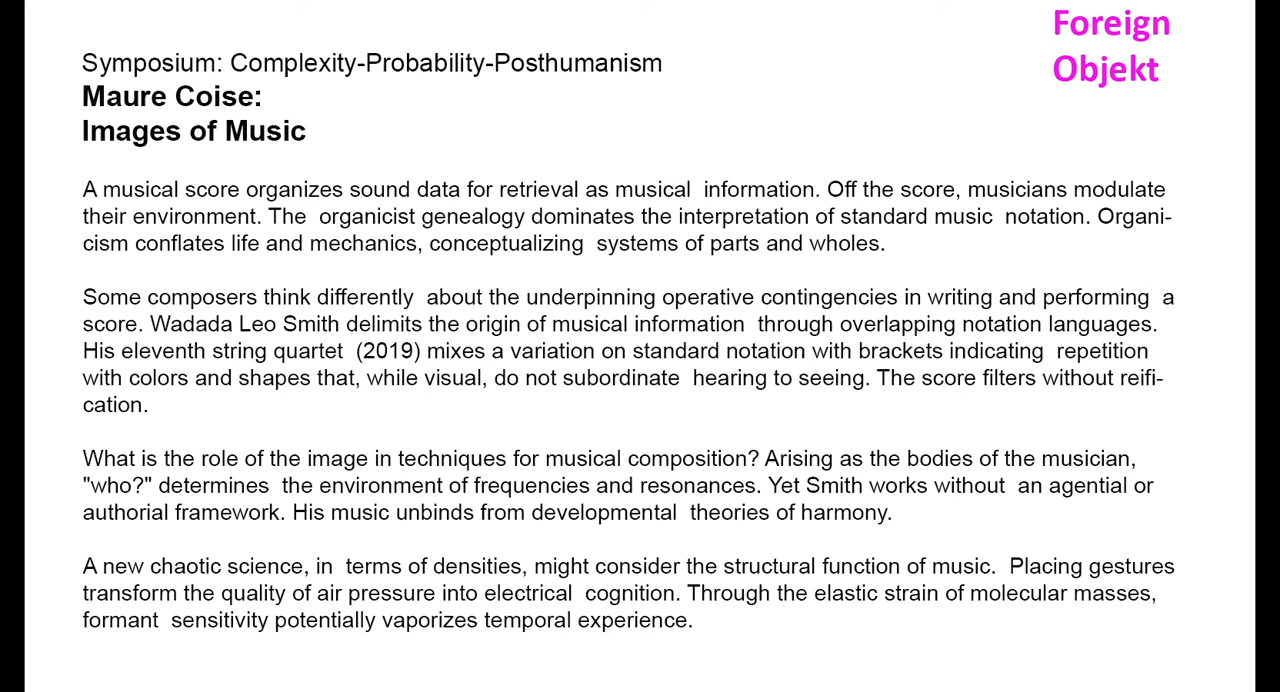 Foreign
Objekt
Symposium: Complexity-Probability-Posthumanism
Maure Coise:
Images of Music
A musical score organizes sound data for retrieval as musical  information. Off the score, musicians modulate
their environment. The  organicist genealogy dominates the interpretation of standard music  notation. Organi-
cism conflates life and mechanics, conceptualizing  systems of parts and wholes.
Some composers think differently  about the underpinning operative contingencies in writing and performing  a
score. Wadada Leo Smith delimits the origin of musical information  through overlapping notation languages.
His eleventh string quartet  (2019) mixes a variation on standard notation with brackets indicating  repetition
with colors and shapes that, while visual, do not subordinate  hearing to seeing. The score filters without reifi-
cation.
What is the role of the image in techniques for musical composition? Arising as the bodies of the musician,
"who?" determines  the environment of frequencies and resonances. Yet Smith works without  an agential or
authorial framework. His music unbinds from developmental  theories of harmony.
A new chaotic science, in  terms of densities, might consider the structural function of music.  Placing gestures
transform the quality of air pressure into electrical  cognition. Through the elastic strain of molecular masses,
formant  sensitivity potentially vaporizes temporal experience.